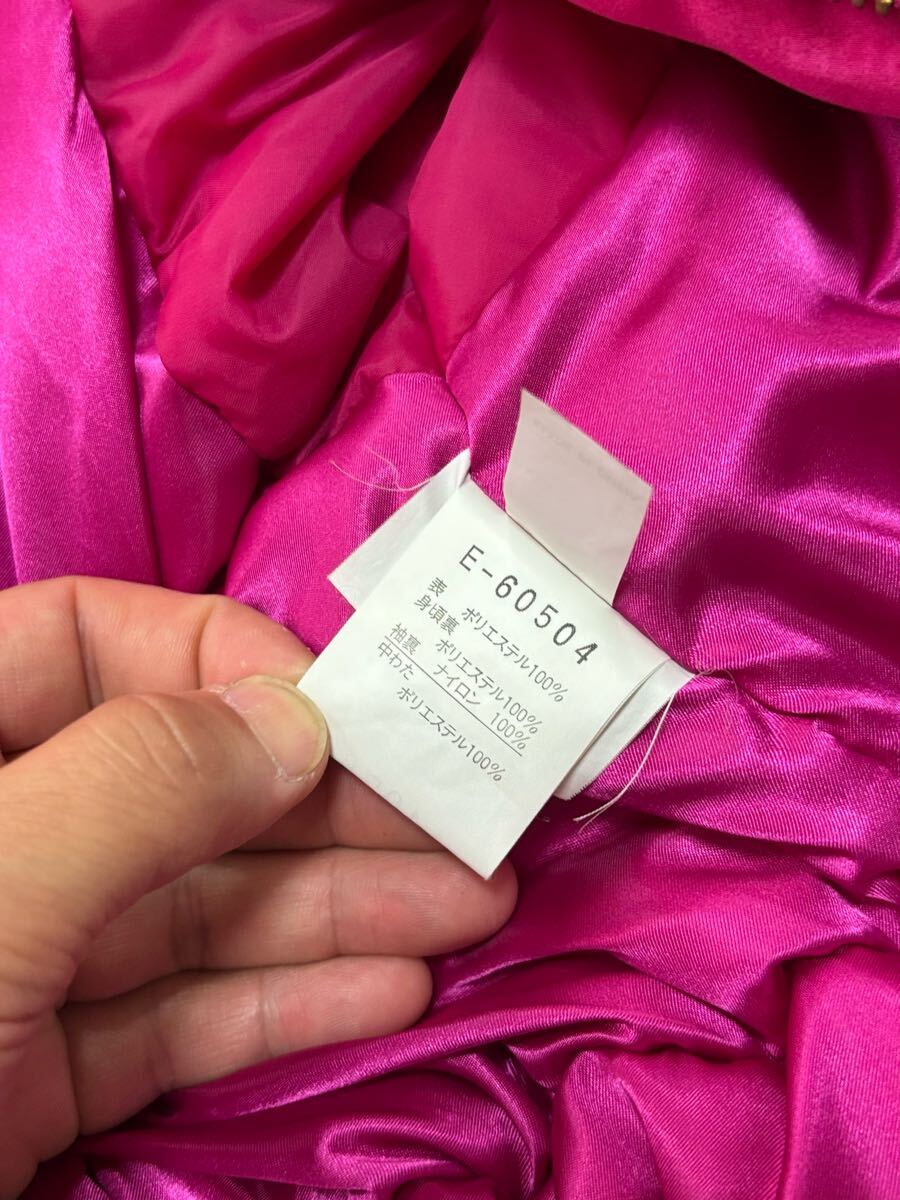 E-60504
表 ポリエステル100%
身頃裏 ポリエステル100%
袖裏 ナイロン 100%
中わた ポリエステル100%